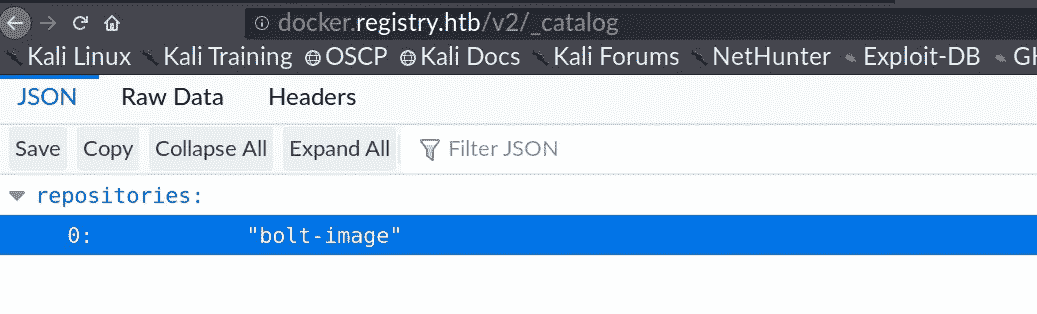 docker.registry.htb/v2/_catalog
Kali Linux Kali Training OSCP Kali Docs Kali Forums NetHunter Exploit-DB GH
JSON Raw Data Headers
Save Copy Collapse All Expand All Filter JSON
repositories:
0: "bolt-image"